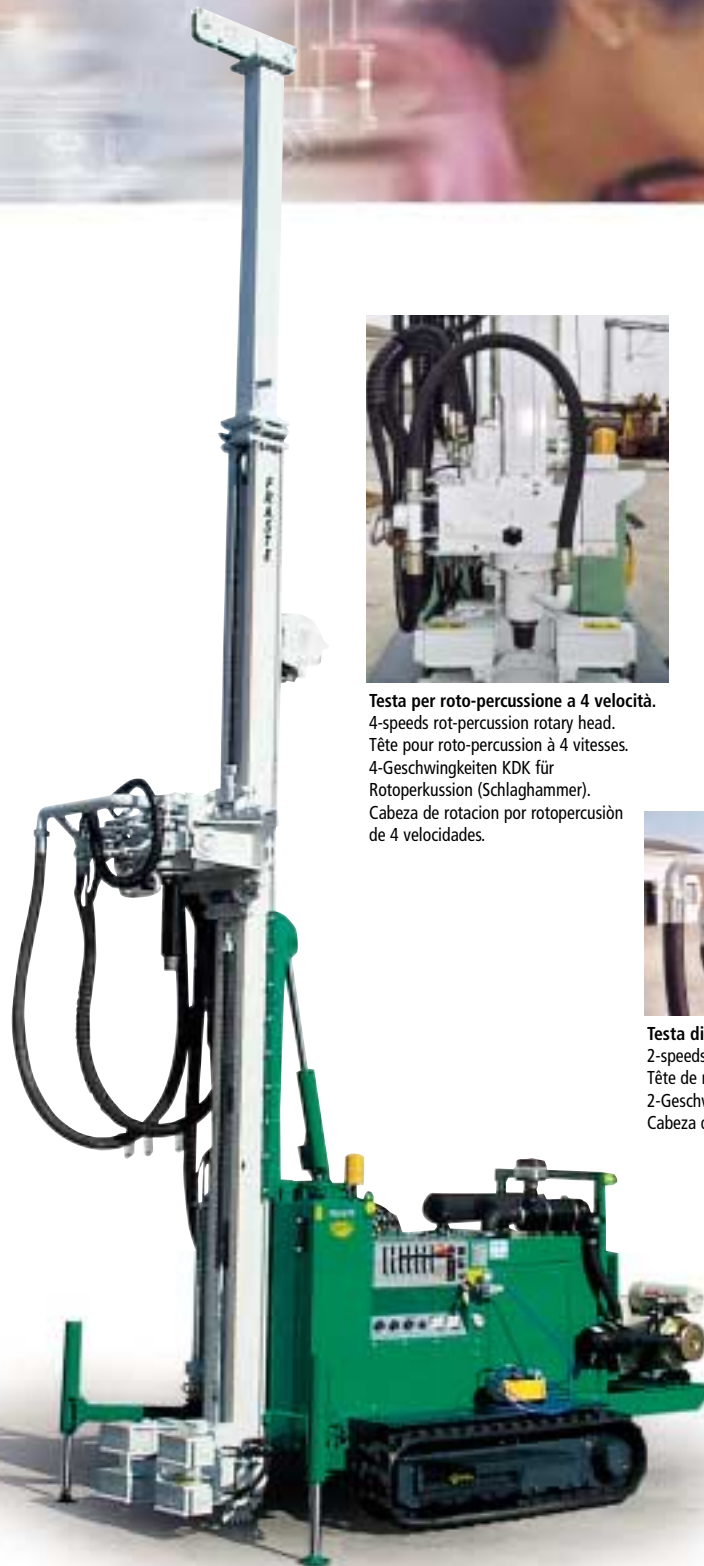 FRASTE
Testa per roto-percussione a 4 velocità.
4-speeds rot-percussion rotary head.
Tête pour roto-percussion à 4 vitesses.
4-Geschwingkeiten KDK für
Rotoperkussion (Schlaghammer).
Cabeza de rotacion por rotopercusiòn
de 4 velocidades.
Testa di
2-speeds
Tête de
2-Geschw
Cabeza